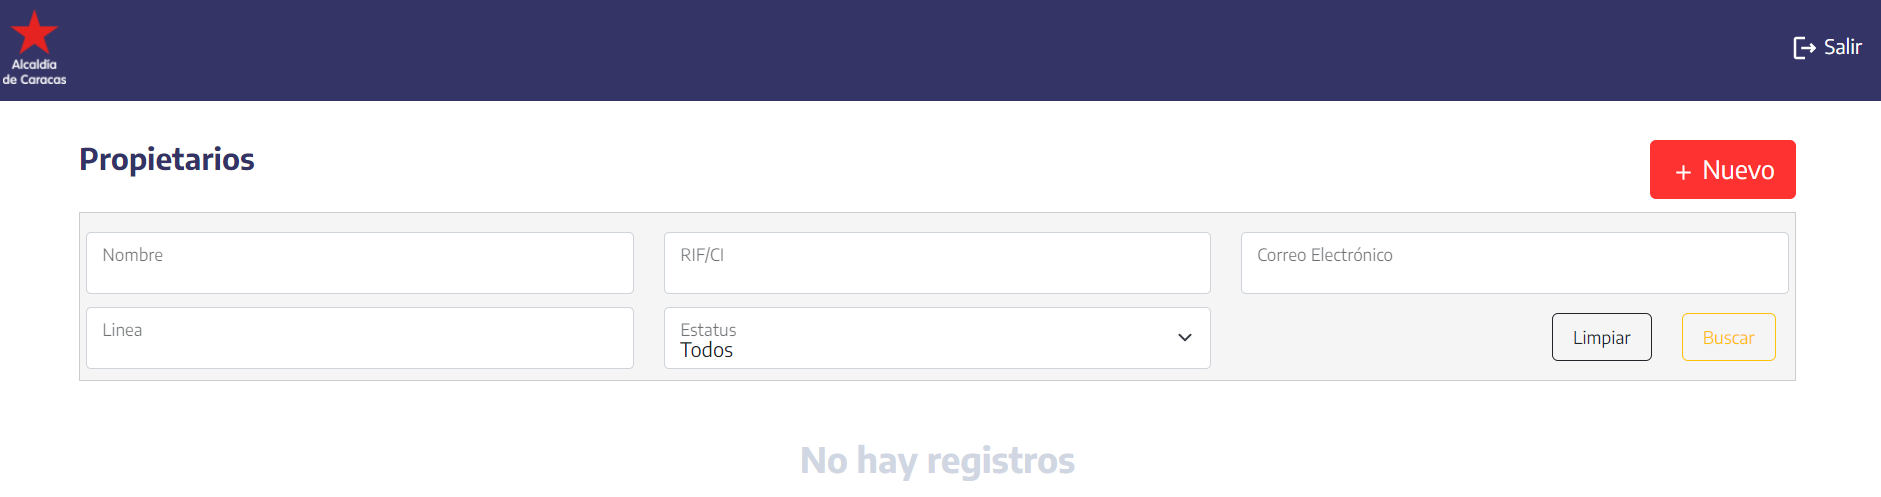 Alcaldía
de Caracas
Salir
Propietarios
+ Nuevo
Nombre
RIF/CI
Correo Electrónico
Linea
Estatus
Todos
Limpiar
Buscar
No hay registros